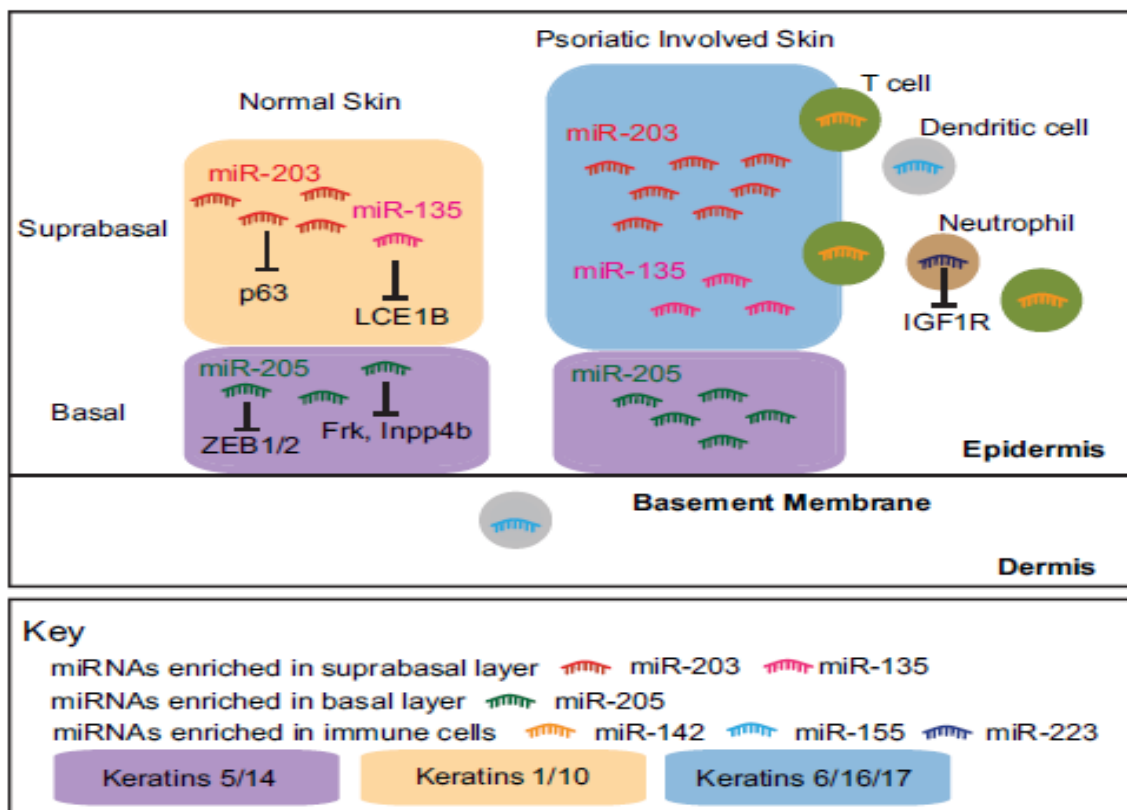 Psoriatic Involved Skin
Normal Skin
T cell
Dendritic cell
miR-203
miR-203
miR-135
Suprabasal
Neutrophil
p63
miR-135
LCE1B
IGF1R
miR-205
miR-205
Basal
ZEB1/2
Frk, Inpp4b
Epidermis
Basement Membrane
Dermis
Key
miRNAs enriched in suprabasal layer miR-203 miR-135
miRNAs enriched in basal layer miR-205
miRNAs enriched in immune cells miR-142 miR-155 miR-223
Keratins 5/14 Keratins 1/10 Keratins 6/16/17